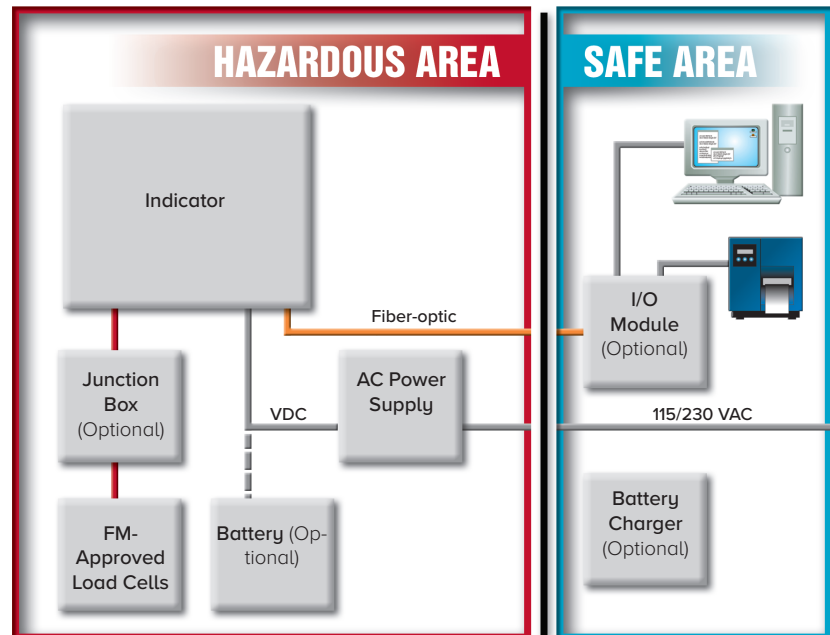 HAZARDOUS AREA
SAFE AREA
Indicator
Fiber-optic
I/O
Module
(Optional)
Junction
Box
(Optional)
AC Power
Supply
VDC
115/230 VAC
FM-
Approved
Load Cells
Battery (Op-
tional)
Battery
Charger
(Optional)